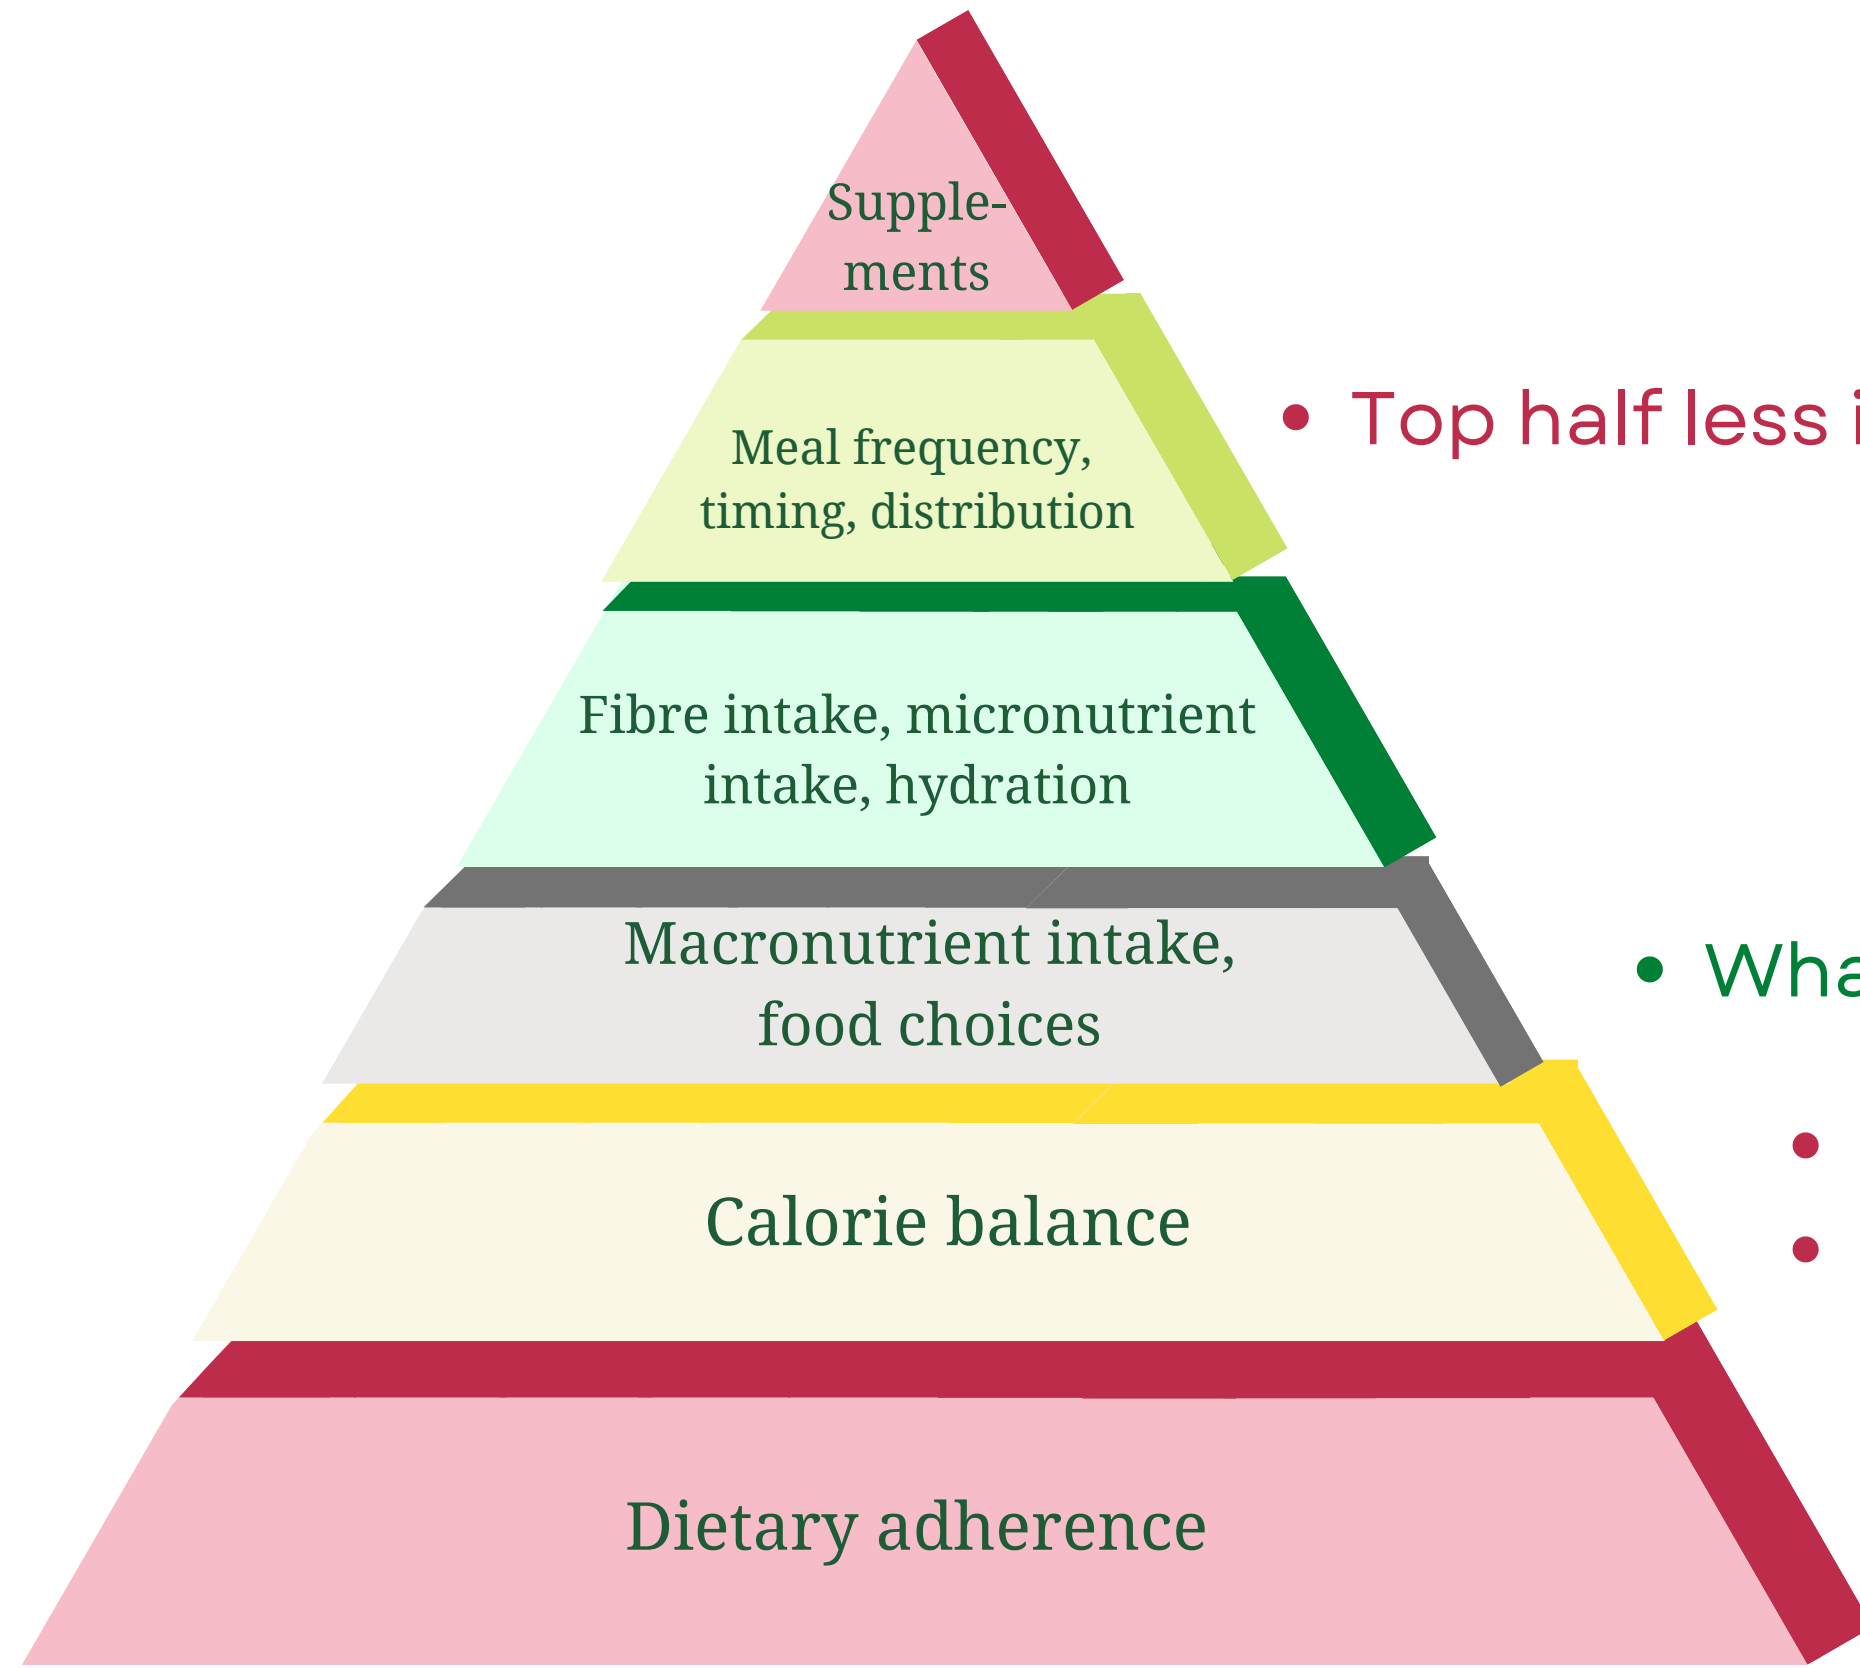 Supple-
ments
Meal frequency,
timing, distribution
• Top half less
Fibre intake, micronutrient
intake, hydration
Macronutrient intake,
food choices
•
Calorie balance
•
•
Dietary adherence